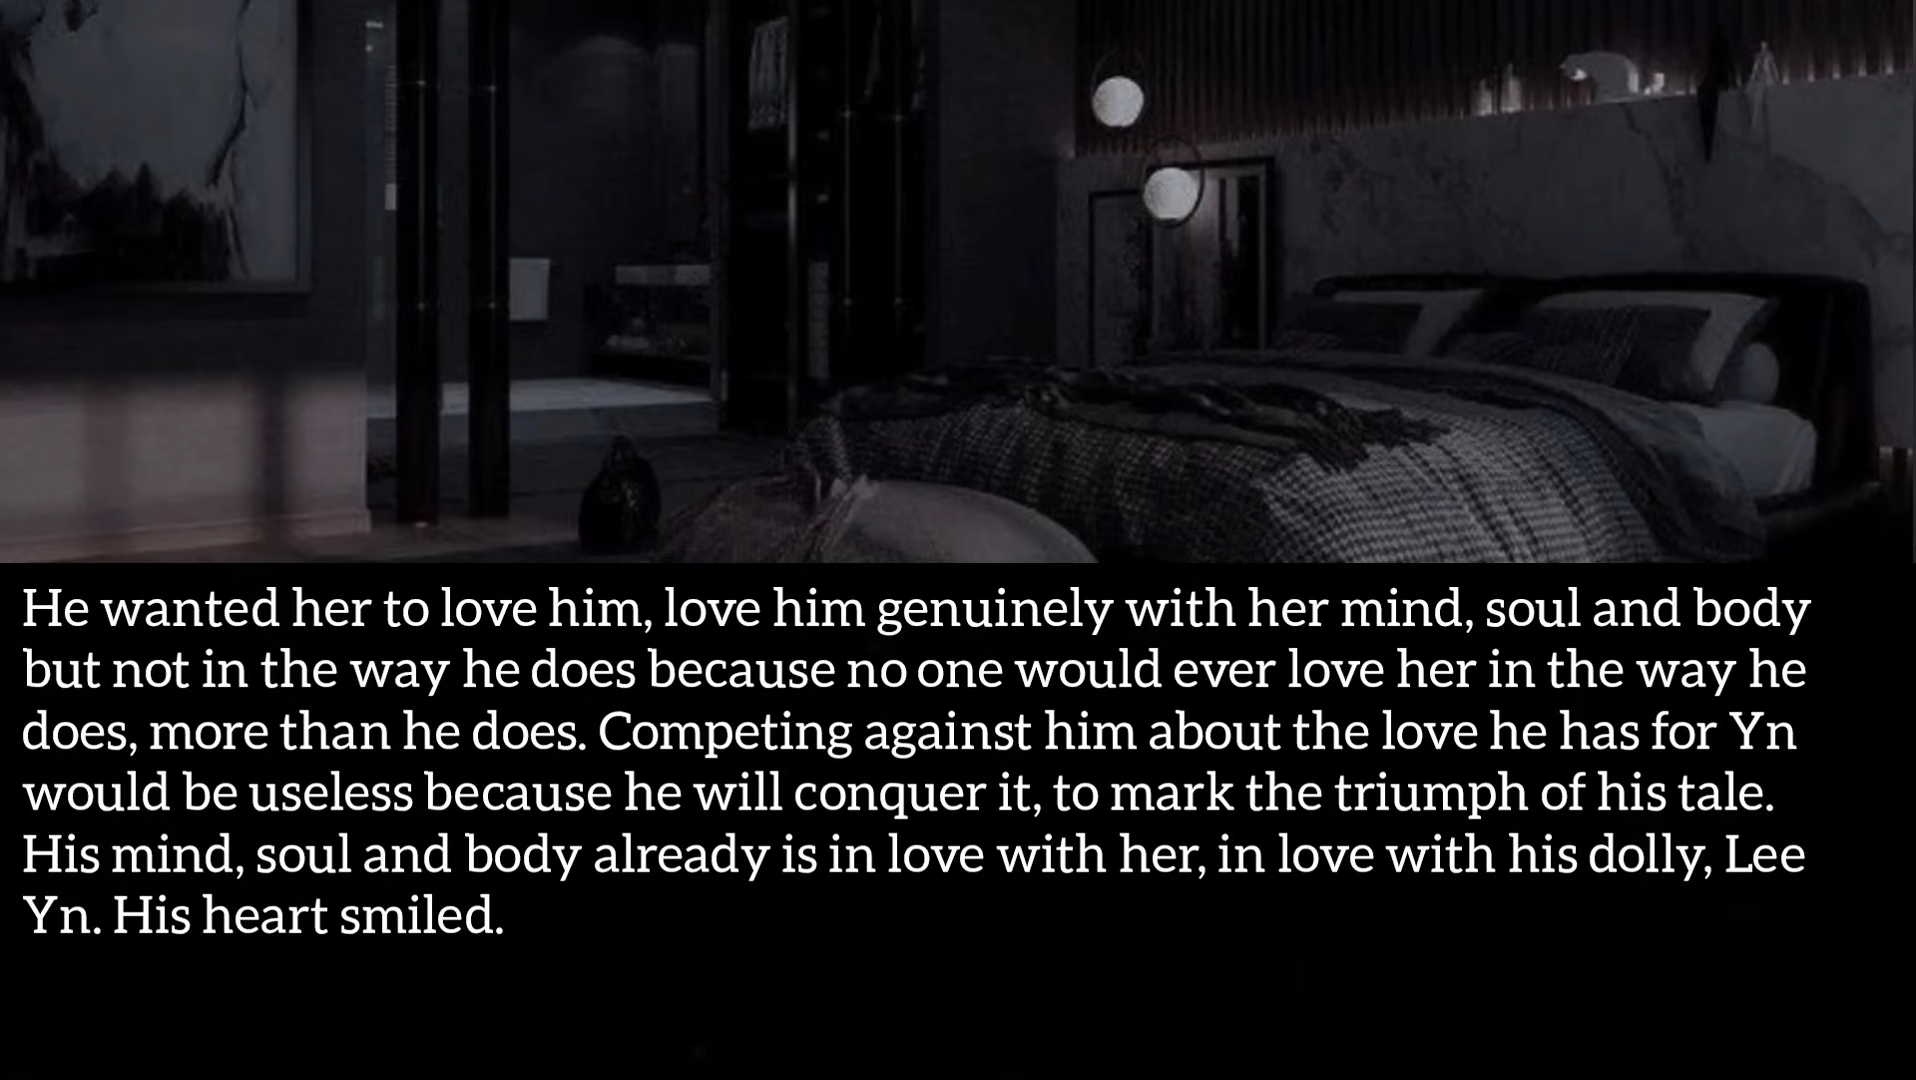 He wanted her to love him, love him genuinely with her mind, soul and body
but not in the way he does because no one would ever love her in the way he
does, more than he does. Competing against him about the love he has for Yn
would be useless because he will conquer it, to mark the triumph of his tale.
His mind, soul and body already is in love with her, in love with his dolly, Lee
Yn. His heart smiled.